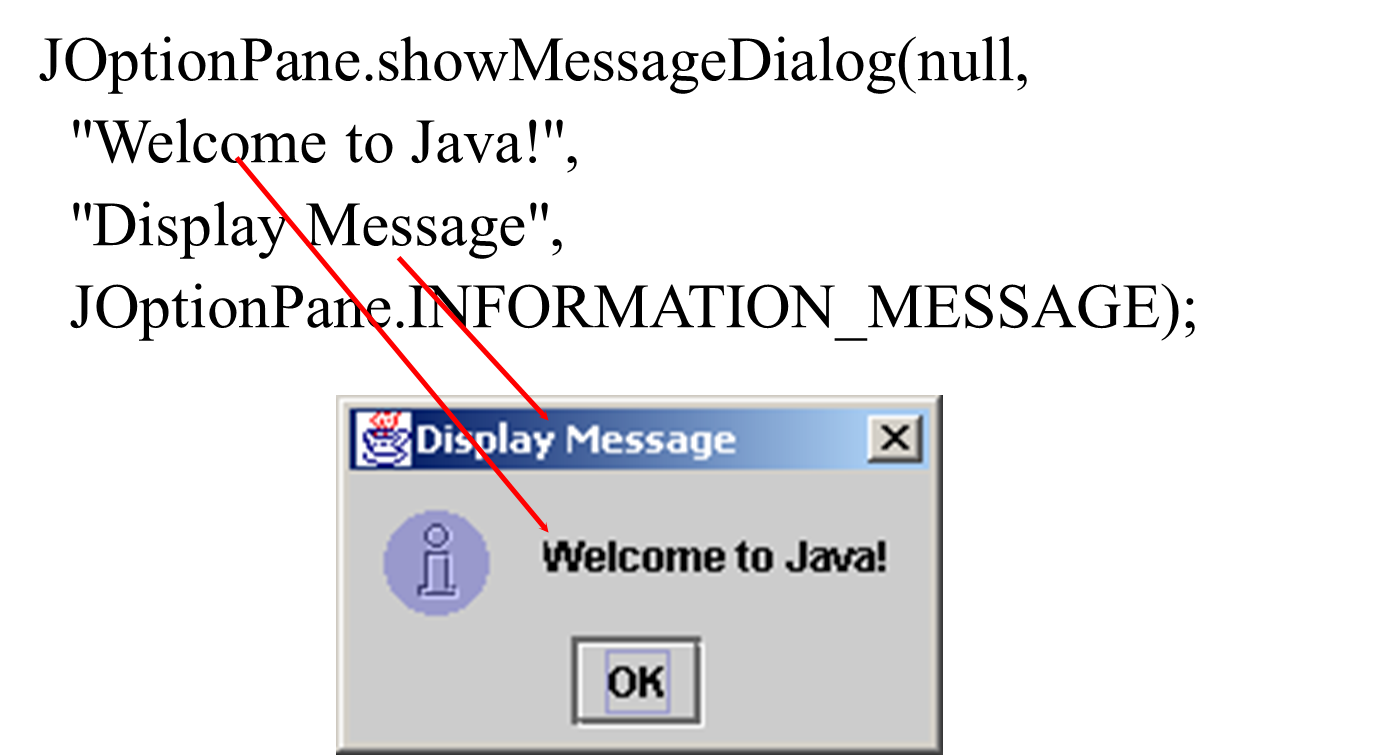 JOptionPane.showMessageDialog(null,
"Welcome to Java!",
"Display Message",
JOptionPane.INFORMATION_MESSAGE);
Display Message
Welcome to Java!
OK